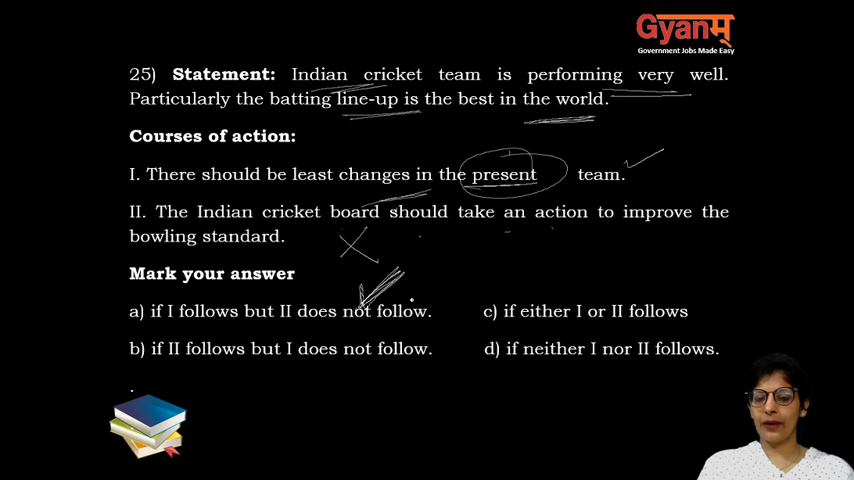 Gyanम्
Government Jobs Made Easy
25) Statement: Indian cricket team is performing very well.
Particularly the batting line-up is the best in the world.
Courses of action:
I. There should be least changes in the present team.
II. The Indian cricket board should take an action to improve the
bowling standard.
Mark your answer
a) if I follows but II does not follow. c) if either I or II follows
b) if II follows but I does not follow. d) if neither I nor II follows.
.